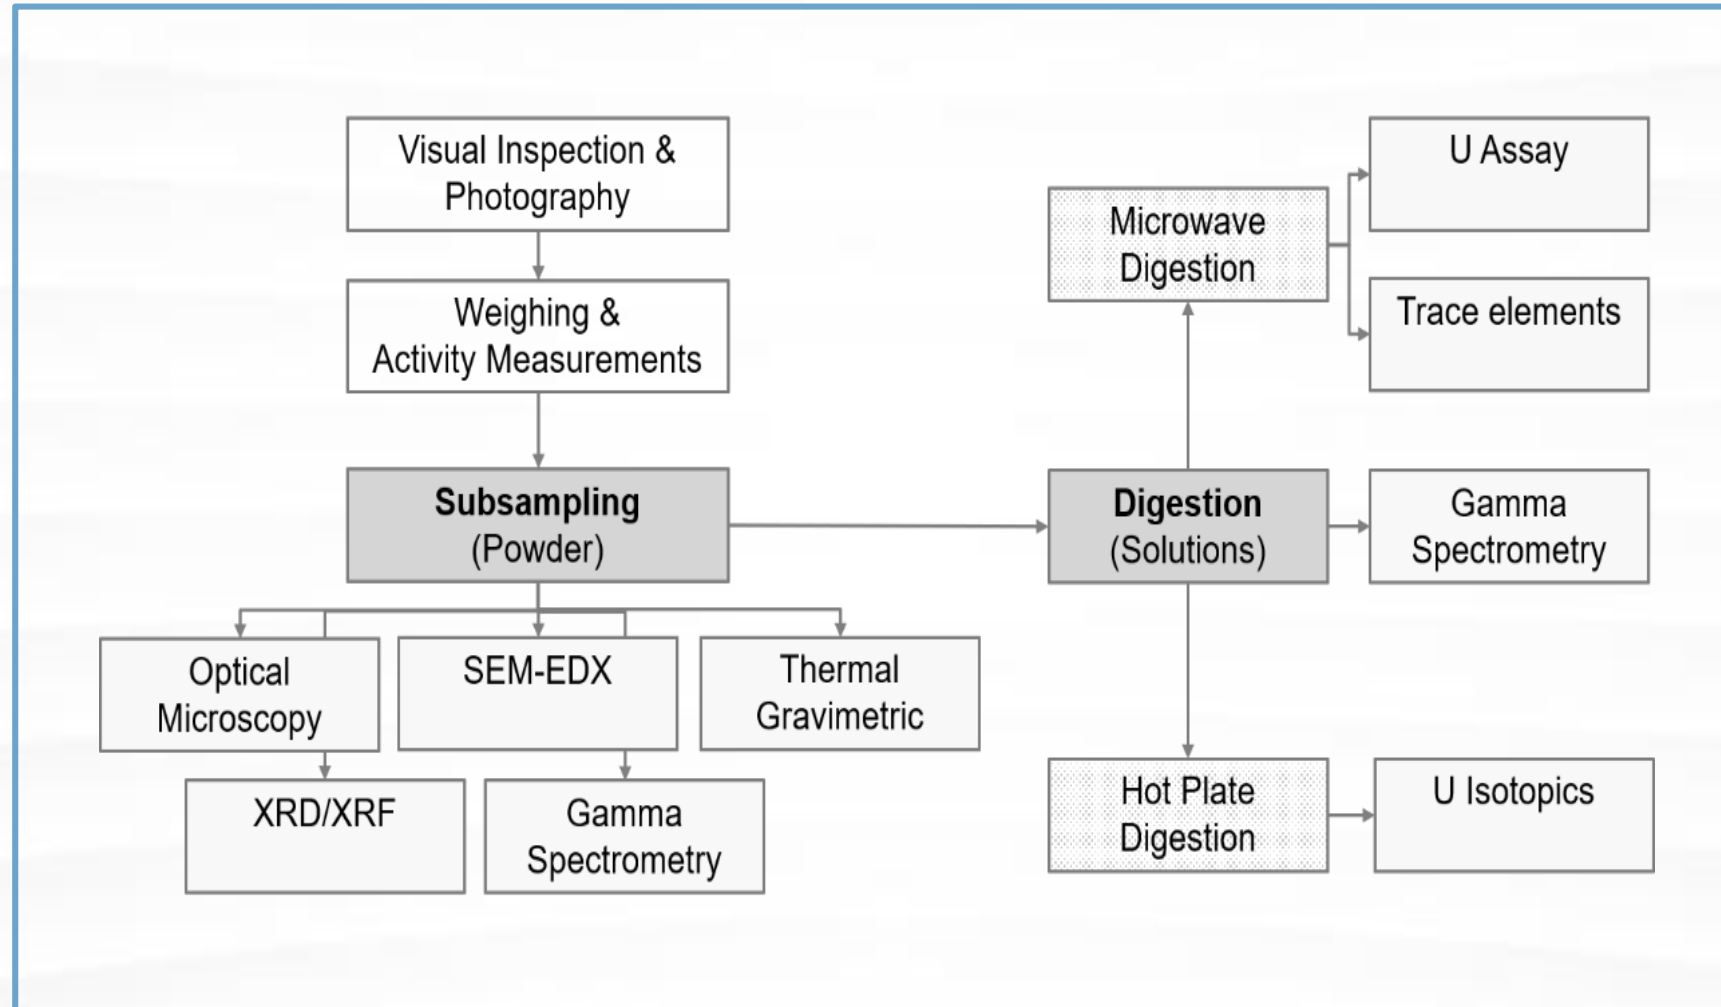 Visual Inspection &
Photography
Weighing &
Activity Measurements
Subsampling
(Powder)
Optical
Microscopy
SEM-EDX
Thermal
Gravimetric
XRD/XRF
Gamma
Spectrometry
Digestion
(Solutions)
Microwave
Digestion
U Assay
Trace elements
Gamma
Spectrometry
Hot Plate
Digestion
U Isotopics